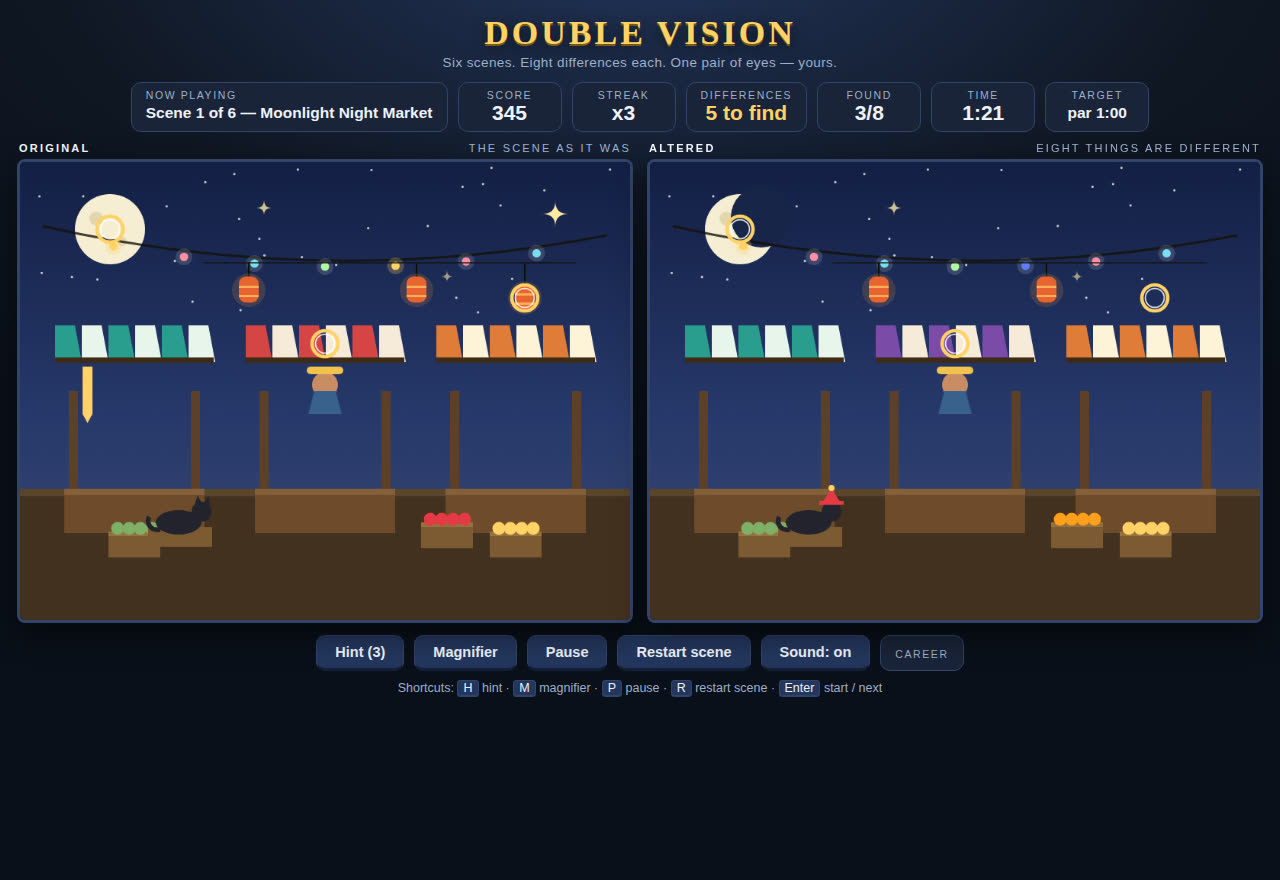 DOUBLE VISION
Six scenes. Eight differences each. One pair of eyes — yours.
NOW PLAYING
Scene 1 of 6 — Moonlight Night Market
SCORE
345
STREAK
x3
DIFFERENCES
5 to find
FOUND
3/8
TIME
1:21
TARGET
par 1:00
ORIGINAL
THE SCENE AS IT WAS
ALTERED
EIGHT THINGS ARE DIFFERENT
Hint (3)
Magnifier
Pause
Restart scene
Sound: on
CAREER
Shortcuts: H hint · M magnifier · P pause · R restart scene · Enter start / next